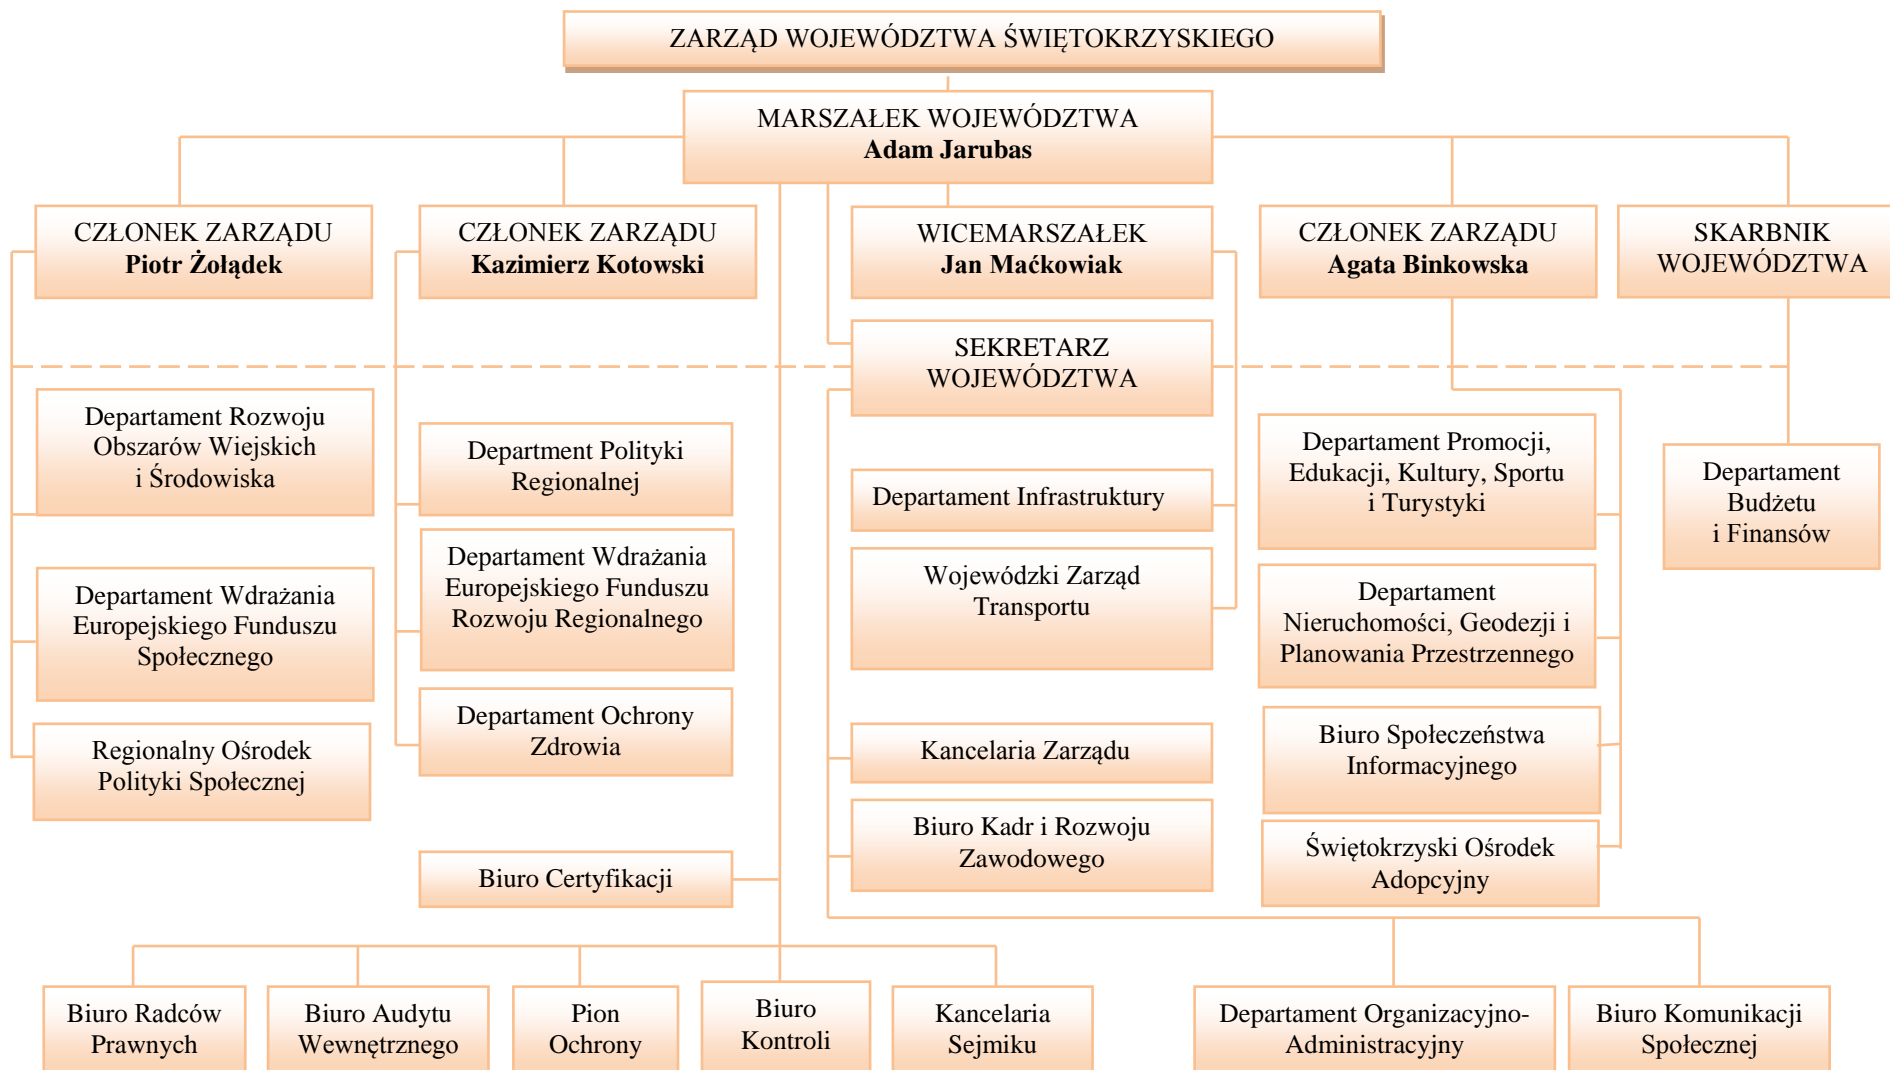 ZARZĄD WOJEWÓDZTWA ŚWIĘTOKRZYSKIEGO
MARSZAŁEK WOJEWÓDZTWA
Adam Jarubas
CZŁONEK ZARZĄDU
Piotr Żołądek
CZŁONEK ZARZĄDU
Kazimierz Kotowski
WICEMARSZAŁEK
Jan Maćkowiak
CZŁONEK ZARZĄDU
Agata Binkowska
SKARBNIK
WOJEWÓDZTWA
SEKRETARZ
WOJEWÓDZTWA
Departament Rozwoju
Obszarów Wiejskich
i Środowiska
Departament Wdrażania
Europejskiego Funduszu
Społecznego
Regionalny Ośrodek
Polityki Społecznej
Department Polityki
Regionalnej
Departament Wdrażania
Europejskiego Funduszu
Rozwoju Regionalnego
Departament Ochrony
Zdrowia
Departament Infrastruktury
Wojewódzki Zarząd
Transportu
Kancelaria Zarządu
Biuro Kadr i Rozwoju
Zawodowego
Departament Promocji,
Edukacji, Kultury, Sportu
i Turystyki
Departament
Nieruchomości, Geodezji i
Planowania Przestrzennego
Biuro Społeczeństwa
Informacyjnego
Świętokrzyski Ośrodek
Adopcyjny
Departament
Budżetu
i Finansów
Biuro Certyfikacji
Biuro Radców
Prawnych
Biuro Audytu
Wewnętrznego
Pion
Ochrony
Biuro
Kontroli
Kancelaria
Sejmiku
Departament Organizacyjno-
Administracyjny
Biuro Komunikacji
Społecznej